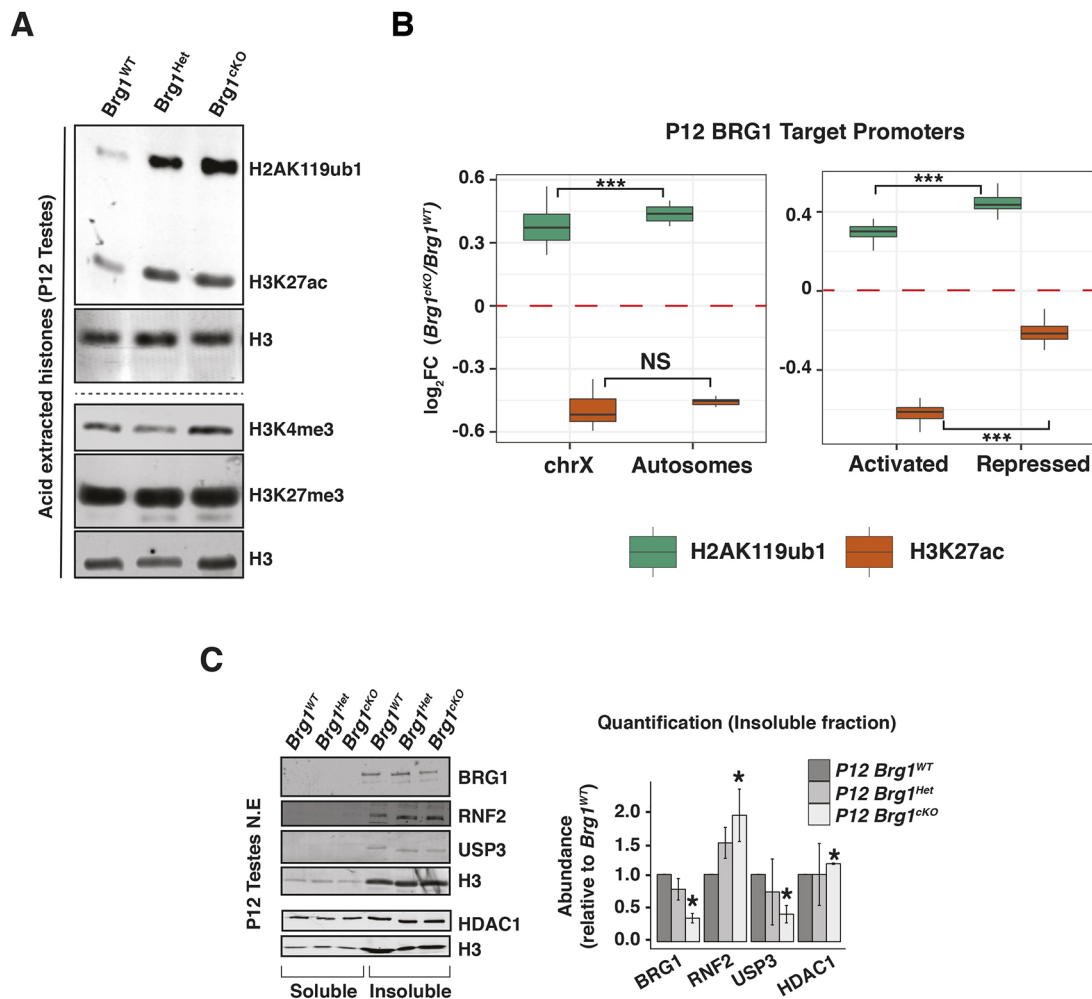 A
Brg1WT
Brg1Het
Brg1cKO
Acid extracted histones (P12 Testes)
H2AK119ub1
H3K27ac
H3
H3K4me3
H3K27me3
H3
B
P12 BRG1 Target Promoters
log2FC (Brg1cKO/Brg1WT)
0.6
0.3
0
-0.3
-0.6
***
NS
chrX
Autosomes
0.4
0
-0.4
***
***
Activated
Repressed
H2AK119ub1
H3K27ac
C
Brg1WT
Brg1Het
Brg1cKO
Brg1WT
Brg1Het
Brg1cKO
P12 Testes N.E
BRG1
RNF2
USP3
H3
HDAC1
H3
Soluble
Insoluble
Quantification (Insoluble fraction)
P12 Brg1WT
P12 Brg1Het
P12 Brg1cKO
Abundance
(relative to Brg1WT)
2.0
1.5
1.0
0.5
0.0
*
*
*
*
BRG1
RNF2
USP3
HDAC1